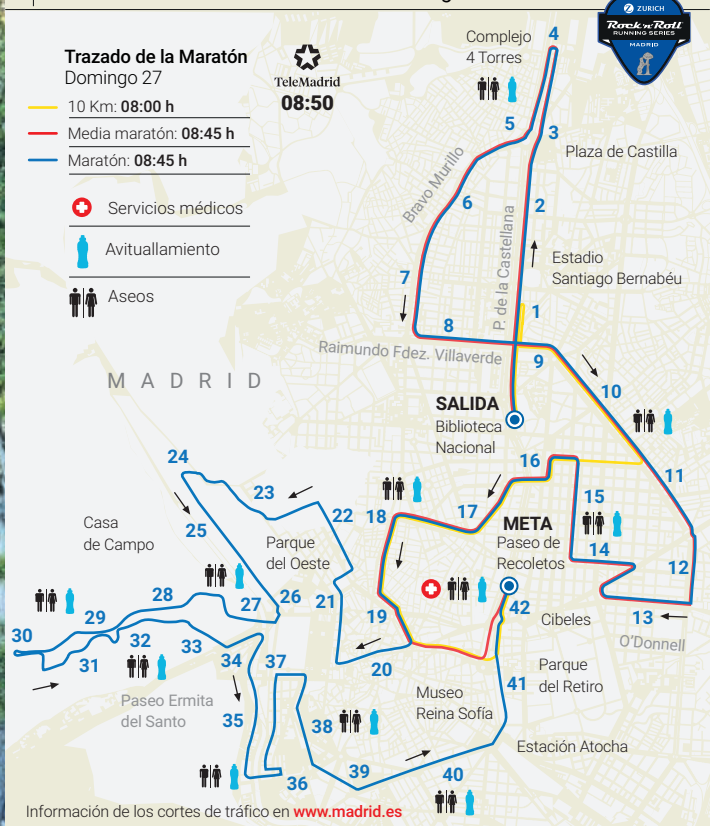 ZURICH
Rock'n'Roll
RUNNING SERIES
MADRID
Trazado de la Maratón
Domingo 27
TeleMadrid
08:50
10 Km: 08:00 h
Media maratón: 08:45 h
Maratón: 08:45 h
Servicios médicos
Avituallamiento
Aseos
Complejo
4 Torres
4
5
3
Plaza de Castilla
Bravo Murillo
6
2
P. de la Castellana
Estadio
Santiago Bernabéu
7
1
8
Raimundo Fdez. Villaverde
9
MADRID
10
SALIDA
Biblioteca
Nacional
24
16
11
23
15
25
22
18
17
META
Paseo de
Recoletos
Casa
de Campo
Parque
del Oeste
14
12
28
27
26
21
19
42
13
29
Cibeles
O'Donnell
30
32
33
31
34
37
20
41
Parque
del Retiro
Paseo Ermita
del Santo
35
38
Museo
Reina Sofía
Estación Atocha
36
39
40
Información de los cortes de tráfico en www.madrid.es